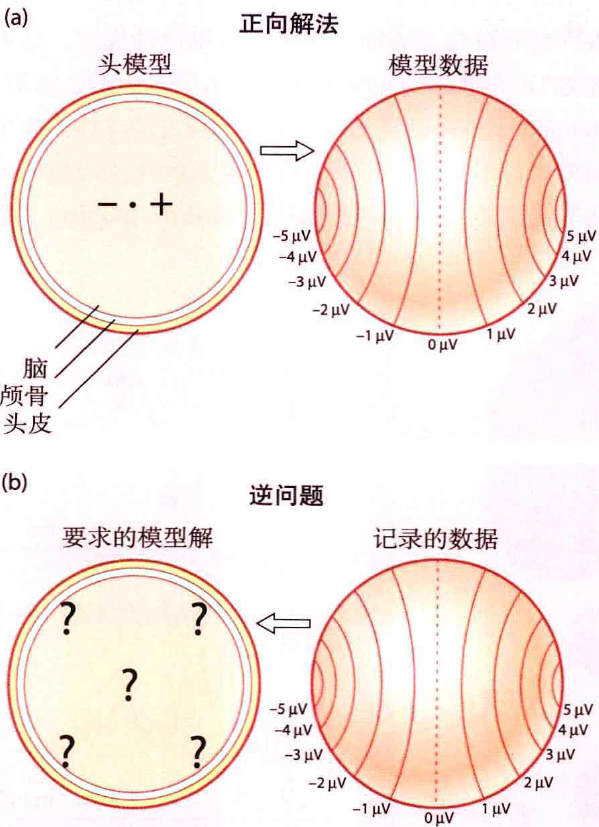 (a)
正向解法
头模型
模型数据
− · +
-5 μV
-4 μV
-3 μV
-2 μV
-1 μV
0 μV
1 μV
2 μV
3 μV
4 μV
5 μV
脑
颅骨
头皮
(b)
逆问题
要求的模型解
记录的数据
? ?
?
? ?
-5 μV
-4 μV
-3 μV
-2 μV
-1 μV
0 μV
1 μV
2 μV
3 μV
4 μV
5 μV